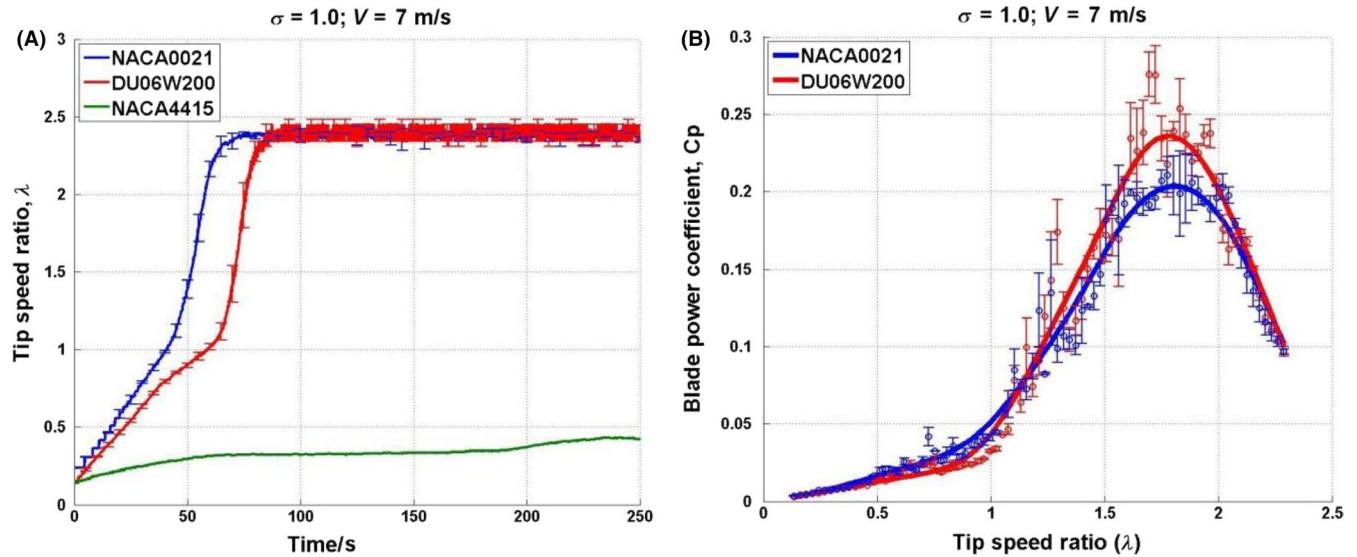 (A)
σ = 1.0; V = 7 m/s
3
2.5
2
1.5
1
0.5
0
Tip speed ratio, λ
NACA0021
DU06W200
NACA4415
0 50 100 150 200 250
Time/s
(B)
σ = 1.0; V = 7 m/s
0.3
0.25
0.2
0.15
0.1
0.05
0
Blade power coefficient, Cp
NACA0021
DU06W200
0 0.5 1 1.5 2 2.5
Tip speed ratio (λ)